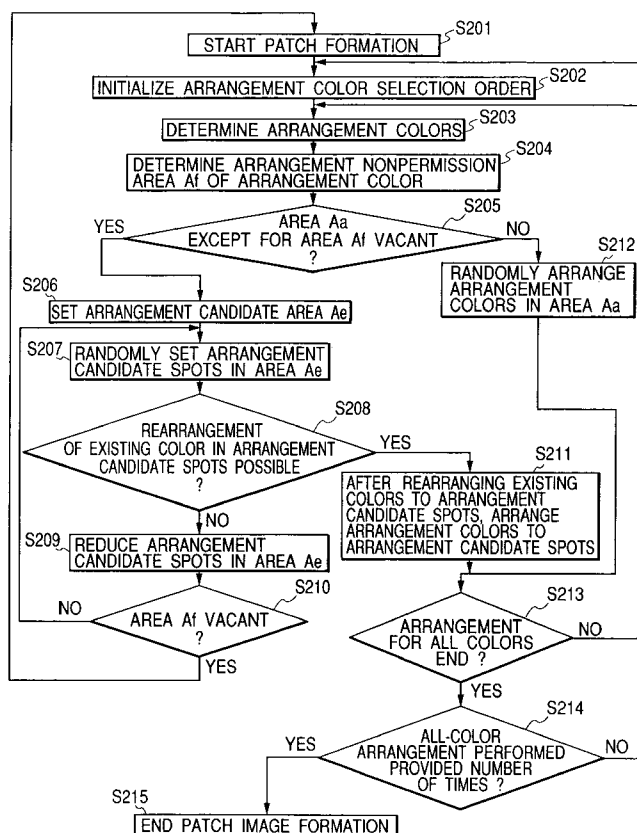 S201
START PATCH FORMATION
S202
INITIALIZE ARRANGEMENT COLOR SELECTION ORDER
S203
DETERMINE ARRANGEMENT COLORS
S204
DETERMINE ARRANGEMENT NONPERMISSION
AREA Af OF ARRANGEMENT COLOR
S205
YES
AREA Aa
EXCEPT FOR AREA Af VACANT
?
NO
S212
RANDOMLY ARRANGE
ARRANGEMENT
COLORS IN AREA Aa
S206
SET ARRANGEMENT CANDIDATE AREA Ae
S207
RANDOMLY SET ARRANGEMENT
CANDIDATE SPOTS IN AREA Ae
S208
REARRANGEMENT
OF EXISTING COLOR IN ARRANGEMENT
CANDIDATE SPOTS POSSIBLE
?
YES
S211
AFTER REARRANGING EXISTING
COLORS TO ARRANGEMENT
CANDIDATE SPOTS, ARRANGE
ARRANGEMENT COLORS TO
ARRANGEMENT CANDIDATE SPOTS
NO
S209
REDUCE ARRANGEMENT
CANDIDATE SPOTS IN AREA Ae
S210
NO
AREA Af VACANT
?
YES
S213
ARRANGEMENT
FOR ALL COLORS
END ?
NO
YES
S214
YES
ALL-COLOR
ARRANGEMENT PERFORMED
PROVIDED NUMBER
OF TIMES ?
NO
S215
END PATCH IMAGE FORMATION